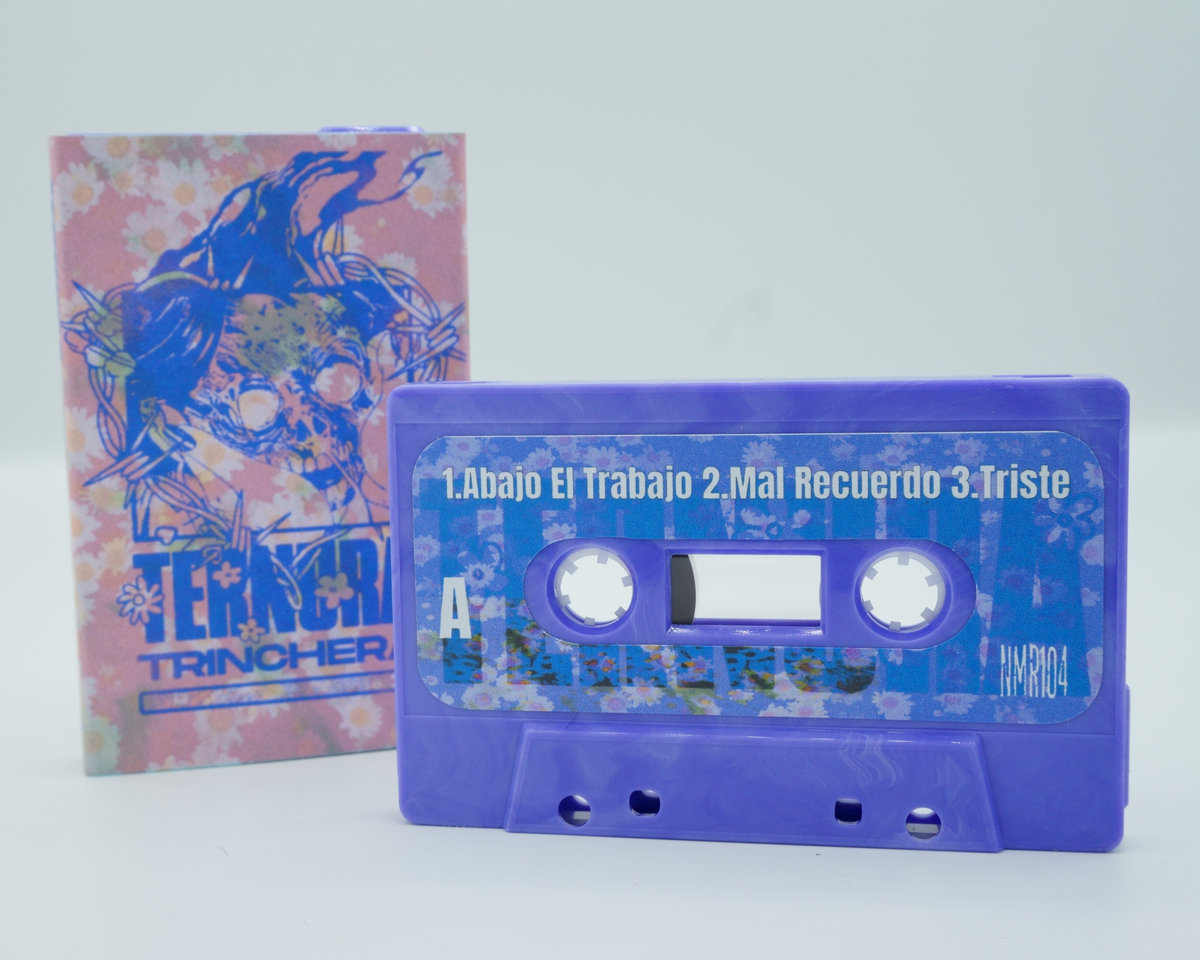 TERNURA
TRINCHERA
1.Abajo El Trabajo 2.Mal Recuerdo 3.Triste
A
NMR104